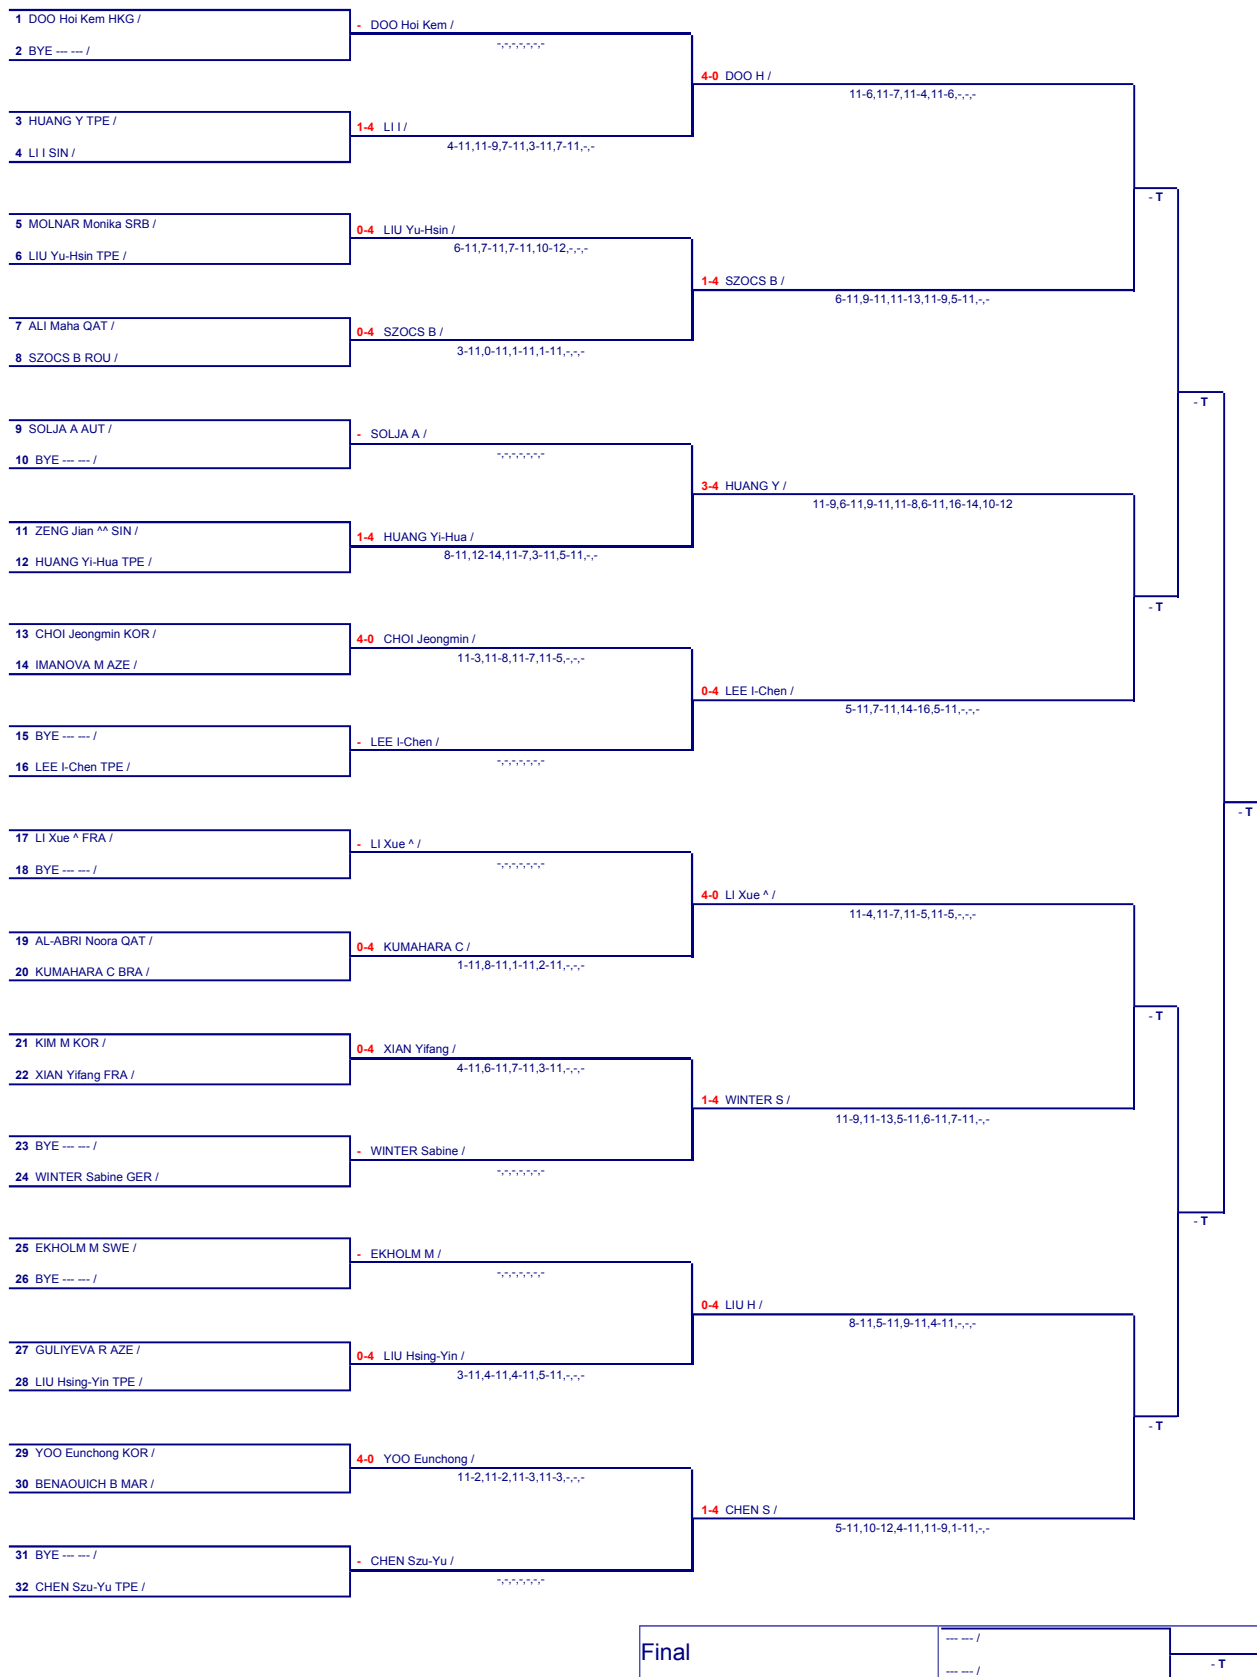 1 DOO Hoi Kem HKG /
2 BYE --- --- /
3 HUANG Y TPE /
4 LI I SIN /
5 MOLNAR Monika SRB /
6 LIU Yu-Hsin TPE /
7 ALI Maha QAT /
8 SZOCS B ROU /
9 SOLJA A AUT /
10 BYE --- --- /
11 ZENG Jian ^^ SIN /
12 HUANG Yi-Hua TPE /
13 CHOI Jeongmin KOR /
14 IMANOVA M AZE /
15 BYE --- --- /
16 LEE I-Chen TPE /
17 LI Xue ^ FRA /
18 BYE --- --- /
19 AL-ABRI Noora QAT /
20 KUMAHARA C BRA /
21 KIM M KOR /
22 XIAN Yifang FRA /
23 BYE --- --- /
24 WINTER Sabine GER /
25 EKHOLM M SWE /
26 BYE --- --- /
27 GULIYEVA R AZE /
28 LIU Hsing-Yin TPE /
29 YOO Eunchong KOR /
30 BENAOUICH B MAR /
31 BYE --- --- /
32 CHEN Szu-Yu TPE /
- DOO Hoi Kem /
-,-,-,-,-,-,-
1-4 LI I /
4-11,11-9,7-11,3-11,7-11,-,-
0-4 LIU Yu-Hsin /
6-11,7-11,7-11,10-12,-,-,-
0-4 SZOCS B /
3-11,0-11,1-11,1-11,-,-,-
- SOLJA A /
-,-,-,-,-,-,-
1-4 HUANG Yi-Hua /
8-11,12-14,11-7,3-11,5-11,-,-
4-0 CHOI Jeongmin /
11-3,11-8,11-7,11-5,-,-,-
- LEE I-Chen /
-,-,-,-,-,-,-
- LI Xue ^ /
-,-,-,-,-,-,-
0-4 KUMAHARA C /
1-11,8-11,1-11,2-11,-,-,-
0-4 XIAN Yifang /
4-11,6-11,7-11,3-11,-,-,-
- WINTER Sabine /
-,-,-,-,-,-,-
- EKHOLM M /
-,-,-,-,-,-,-
0-4 LIU Hsing-Yin /
3-11,4-11,4-11,5-11,-,-,-
4-0 YOO Eunchong /
11-2,11-2,11-3,11-3,-,-,-
- CHEN Szu-Yu /
-,-,-,-,-,-,-
4-0 DOO H /
11-6,11-7,11-4,11-6,-,-,-
1-4 SZOCS B /
6-11,9-11,11-13,11-9,5-11,-,-
3-4 HUANG Y /
11-9,6-11,9-11,11-8,6-11,16-14,10-12
0-4 LEE I-Chen /
5-11,7-11,14-16,5-11,-,-,-
4-0 LI Xue ^ /
11-4,11-7,11-5,11-5,-,-,-
1-4 WINTER S /
11-9,11-13,5-11,6-11,7-11,-,-
0-4 LIU H /
8-11,5-11,9-11,4-11,-,-,-
1-4 CHEN S /
5-11,10-12,4-11,11-9,1-11,-,-
- T
- T
- T
- T
- T
- T
- T
Final
--- --- /
--- --- /
- T